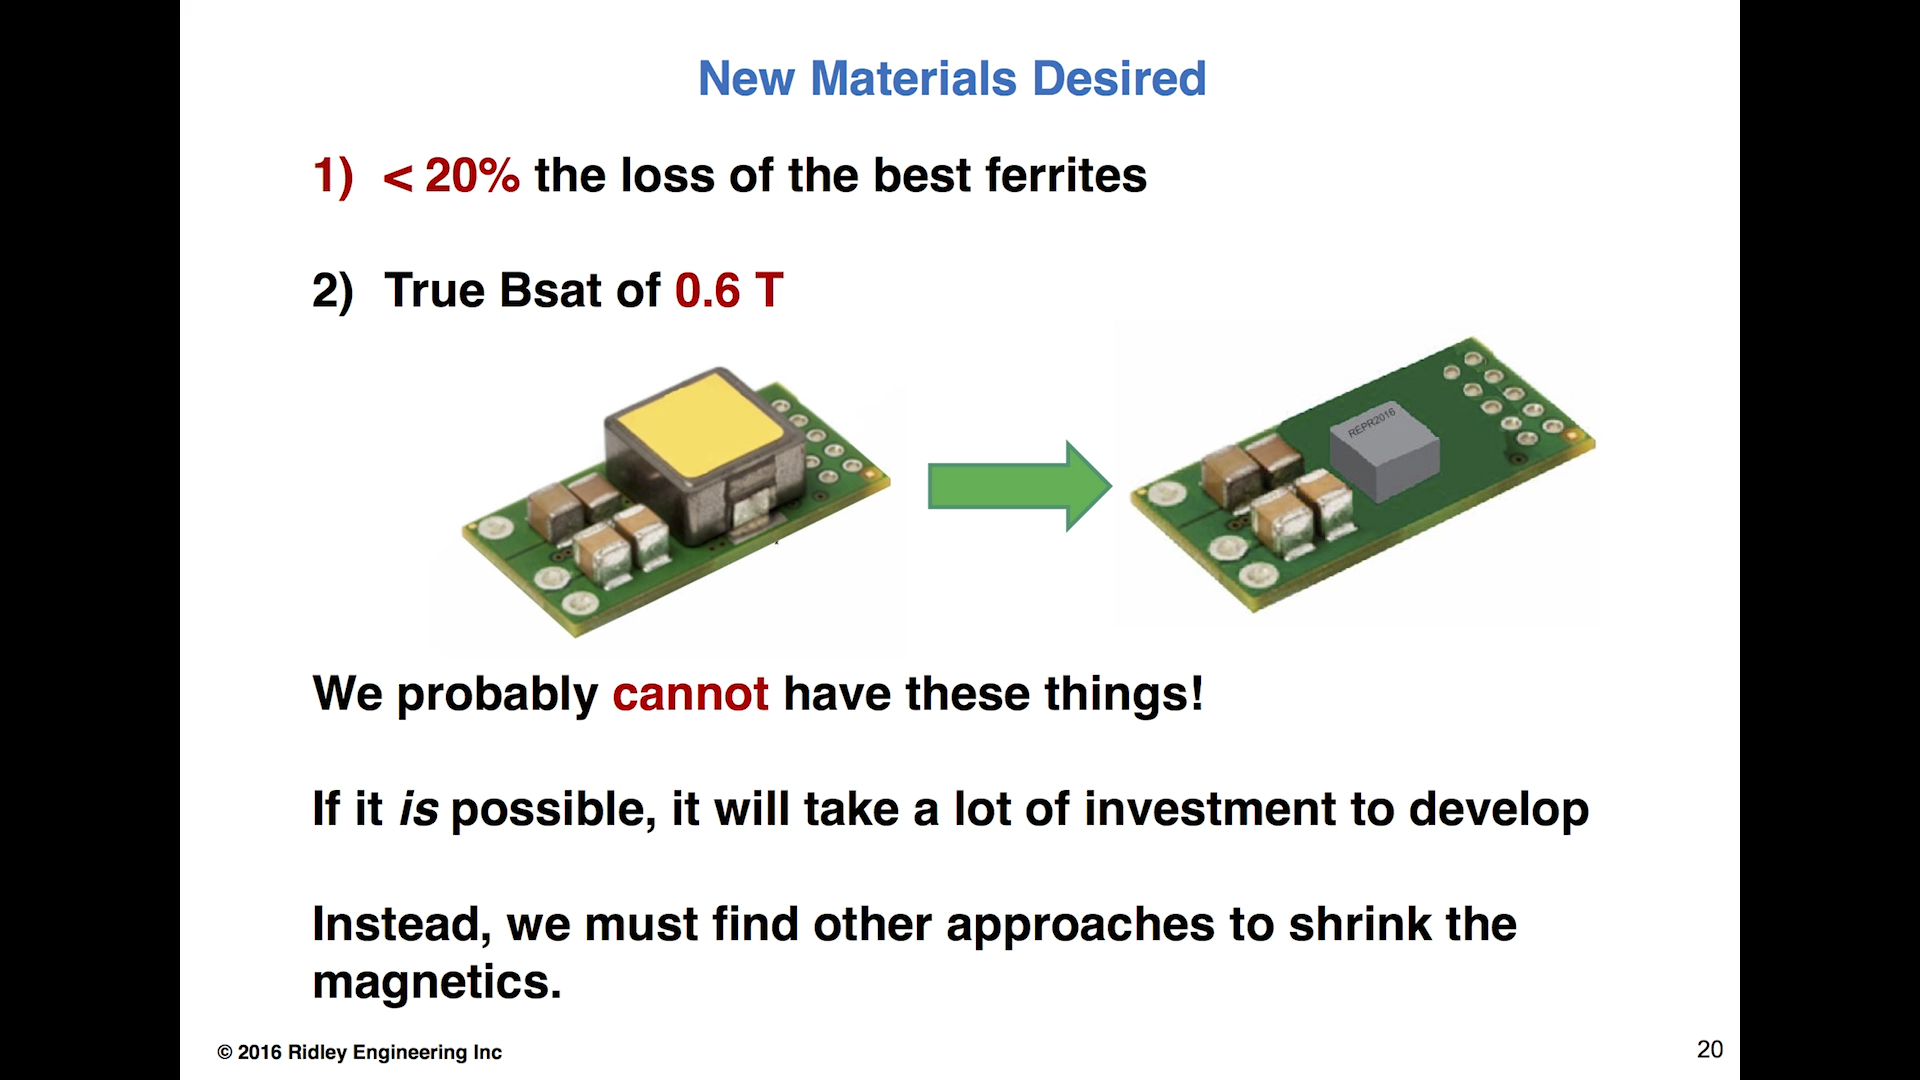 New Materials Desired
1) < 20% the loss of the best ferrites
2) True Bsat of 0.6 T
REPR2016
We probably cannot have these things!
If it is possible, it will take a lot of investment to develop
Instead, we must find other approaches to shrink the
magnetics.
© 2016 Ridley Engineering Inc
20